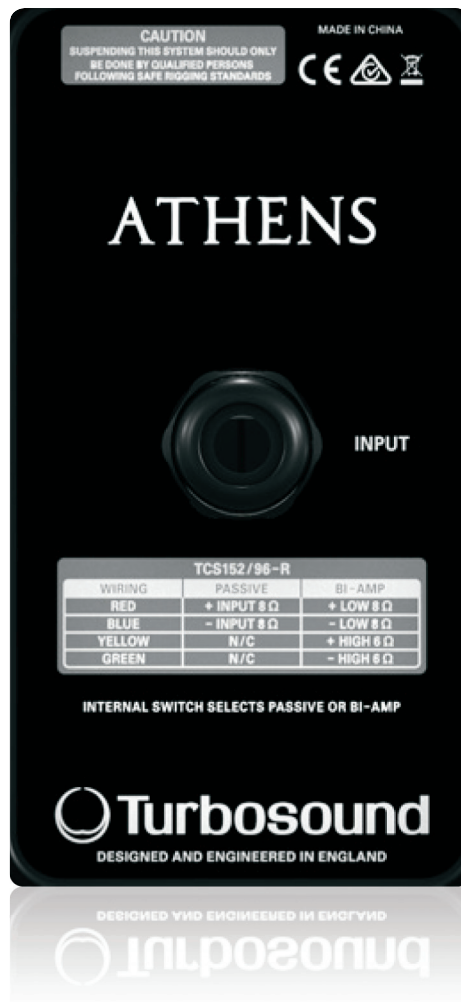 CAUTION
SUSPENDING THIS SYSTEM SHOULD ONLY
BE DONE BY QUALIFIED PERSONS
FOLLOWING SAFE RIGGING STANDARDS
MADE IN CHINA
CE
ATHENS
INPUT
TCS152/96-R
WIRING PASSIVE BI-AMP
RED + INPUT 8 Ω + LOW 8 Ω
BLUE - INPUT 8 Ω - LOW 8 Ω
YELLOW N/C + HIGH 6 Ω
GREEN N/C - HIGH 6 Ω
INTERNAL SWITCH SELECTS PASSIVE OR BI-AMP
Turbosound
DESIGNED AND ENGINEERED IN ENGLAND